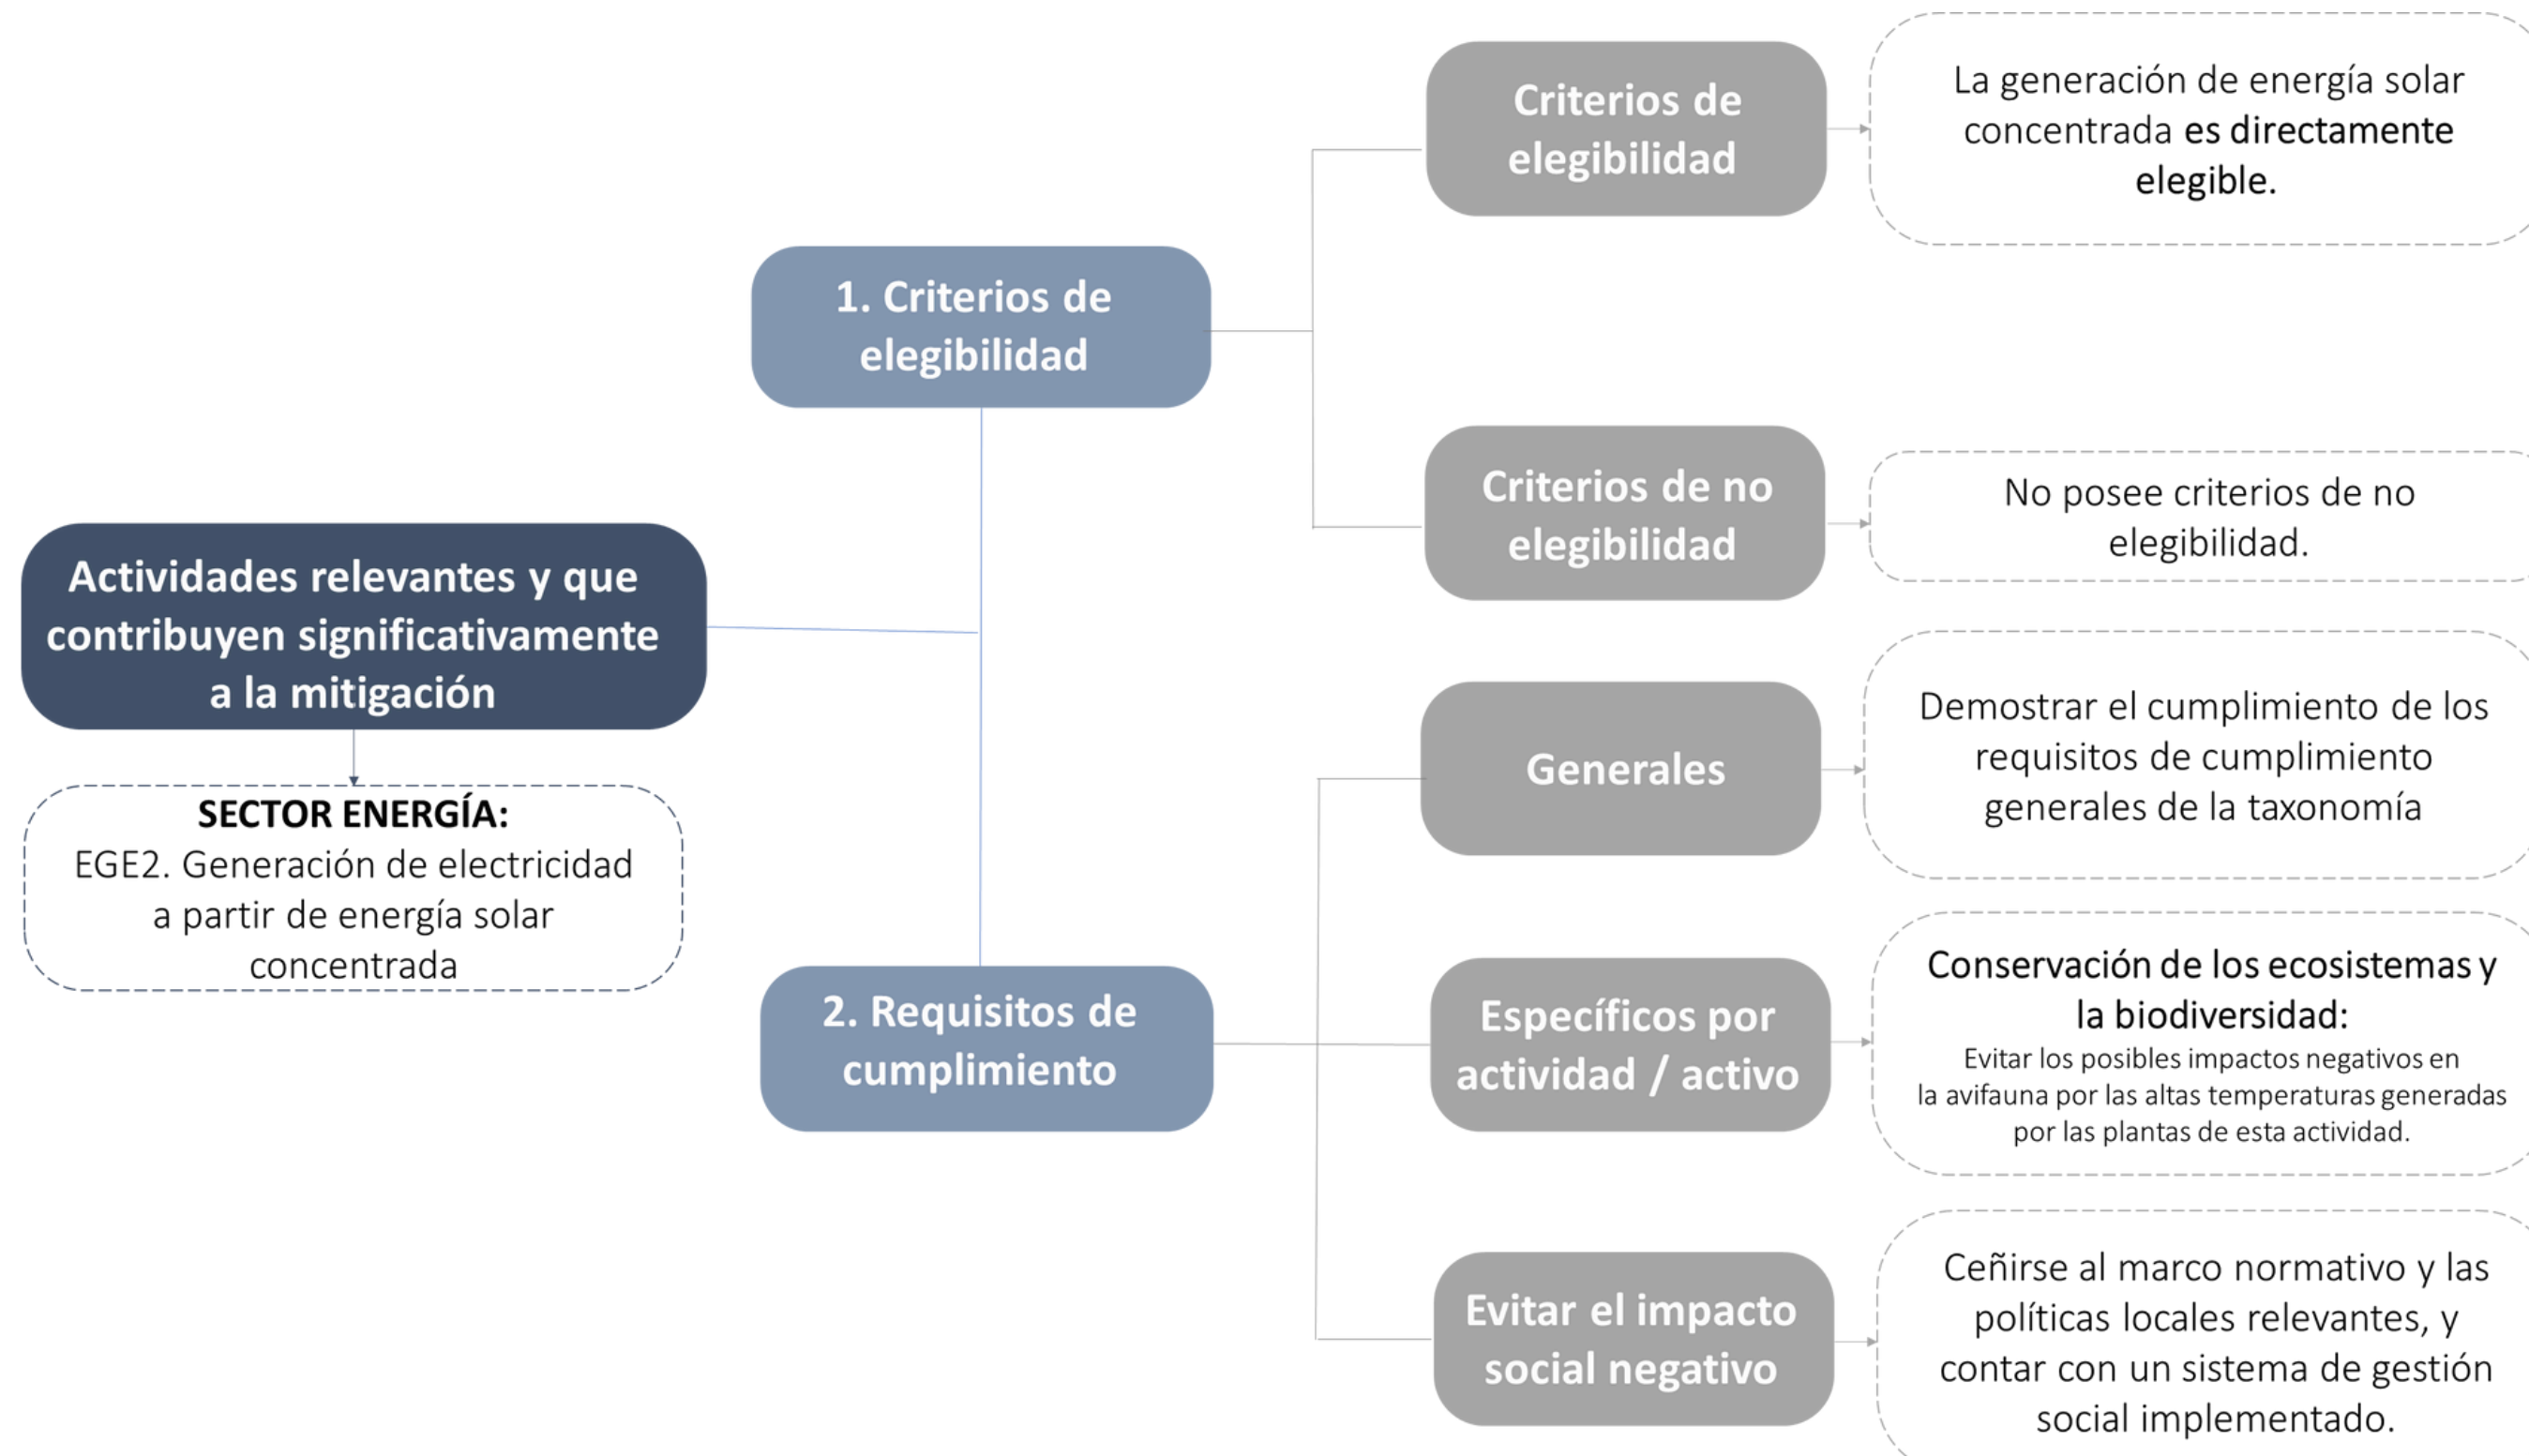 Actividades relevantes y que
contribuyen significativamente
a la mitigación
SECTOR ENERGÍA:
EGE2. Generación de electricidad
a partir de energía solar
concentrada
1. Criterios de
elegibilidad
Criterios de
elegibilidad
La generación de energía solar
concentrada es directamente
elegible.
Criterios de no
elegibilidad
No posee criterios de no
elegibilidad.
2. Requisitos de
cumplimiento
Generales
Demostrar el cumplimiento de los
requisitos de cumplimiento
generales de la taxonomía
Específicos por
actividad / activo
Conservación de los ecosistemas y
la biodiversidad:
Evitar los posibles impactos negativos en
la avifauna por las altas temperaturas generadas
por las plantas de esta actividad.
Evitar el impacto
social negativo
Ceñirse al marco normativo y las
políticas locales relevantes, y
contar con un sistema de gestión
social implementado.